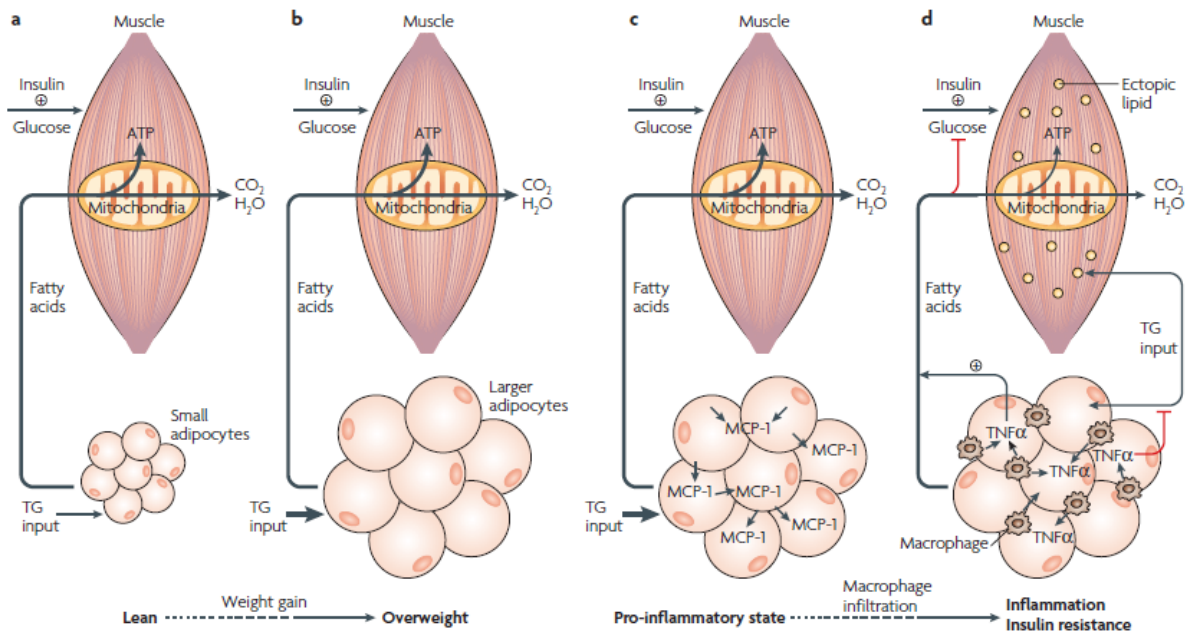 a
Muscle
Insulin
⊕
Glucose
ATP
Mitochondria
CO₂
H₂O
Fatty
acids
Small
adipocytes
TG
input
b
Muscle
Insulin
⊕
Glucose
ATP
Mitochondria
CO₂
H₂O
Fatty
acids
Larger
adipocytes
TG
input
c
Muscle
Insulin
⊕
Glucose
ATP
Mitochondria
CO₂
H₂O
Fatty
acids
MCP-1
MCP-1
MCP-1
MCP-1
MCP-1
MCP-1
TG
input
d
Muscle
Insulin
⊕
Glucose
Ectopic
lipid
ATP
Mitochondria
CO₂
H₂O
Fatty
acids
TG
input
⊕
TNFα
TNFα
TNFα
TNFα
Macrophage
Lean
Weight gain
Overweight
Pro-inflammatory state
Macrophage
infiltration
Inflammation
Insulin resistance